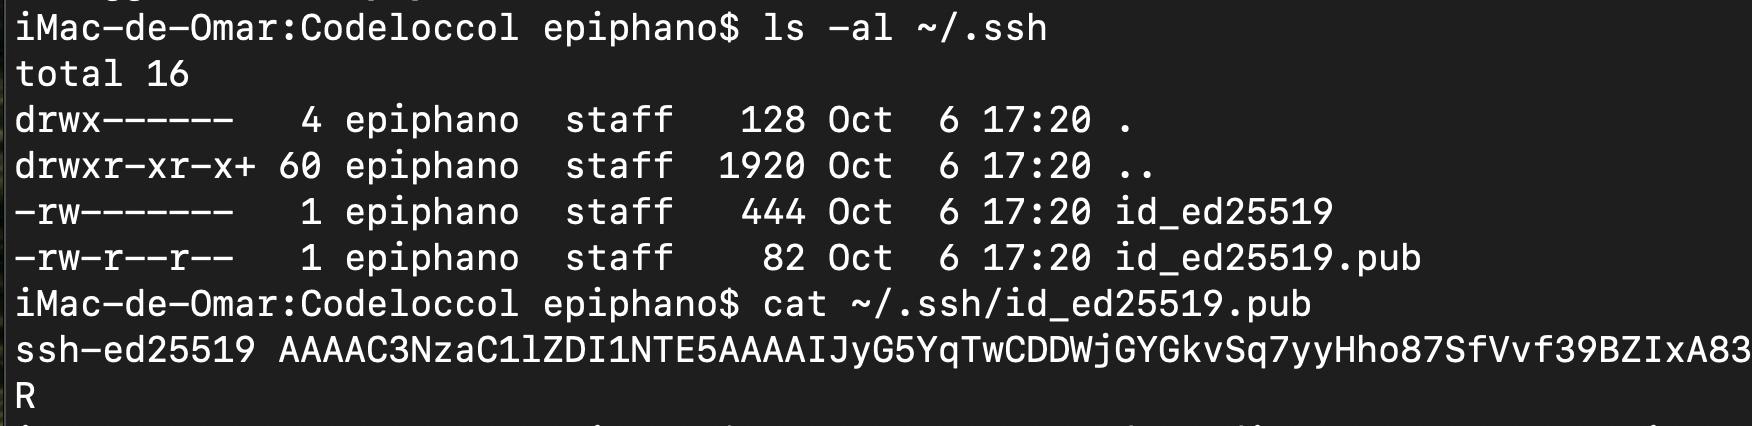 iMac-de-Omar:Codeloccol epiphano$ ls -al ~/.ssh
total 16
drwx------   4 epiphano  staff   128 Oct  6 17:20 .
drwxr-xr-x+ 60 epiphano  staff  1920 Oct  6 17:20 ..
-rw-------   1 epiphano  staff   444 Oct  6 17:20 id_ed25519
-rw-r--r--   1 epiphano  staff    82 Oct  6 17:20 id_ed25519.pub
iMac-de-Omar:Codeloccol epiphano$ cat ~/.ssh/id_ed25519.pub
ssh-ed25519 AAAAC3NzaC1lZDI1NTE5AAAAIJyG5YqTwCDDWjGYGkvSq7yyHho87SfVvf39BZIxA83
R